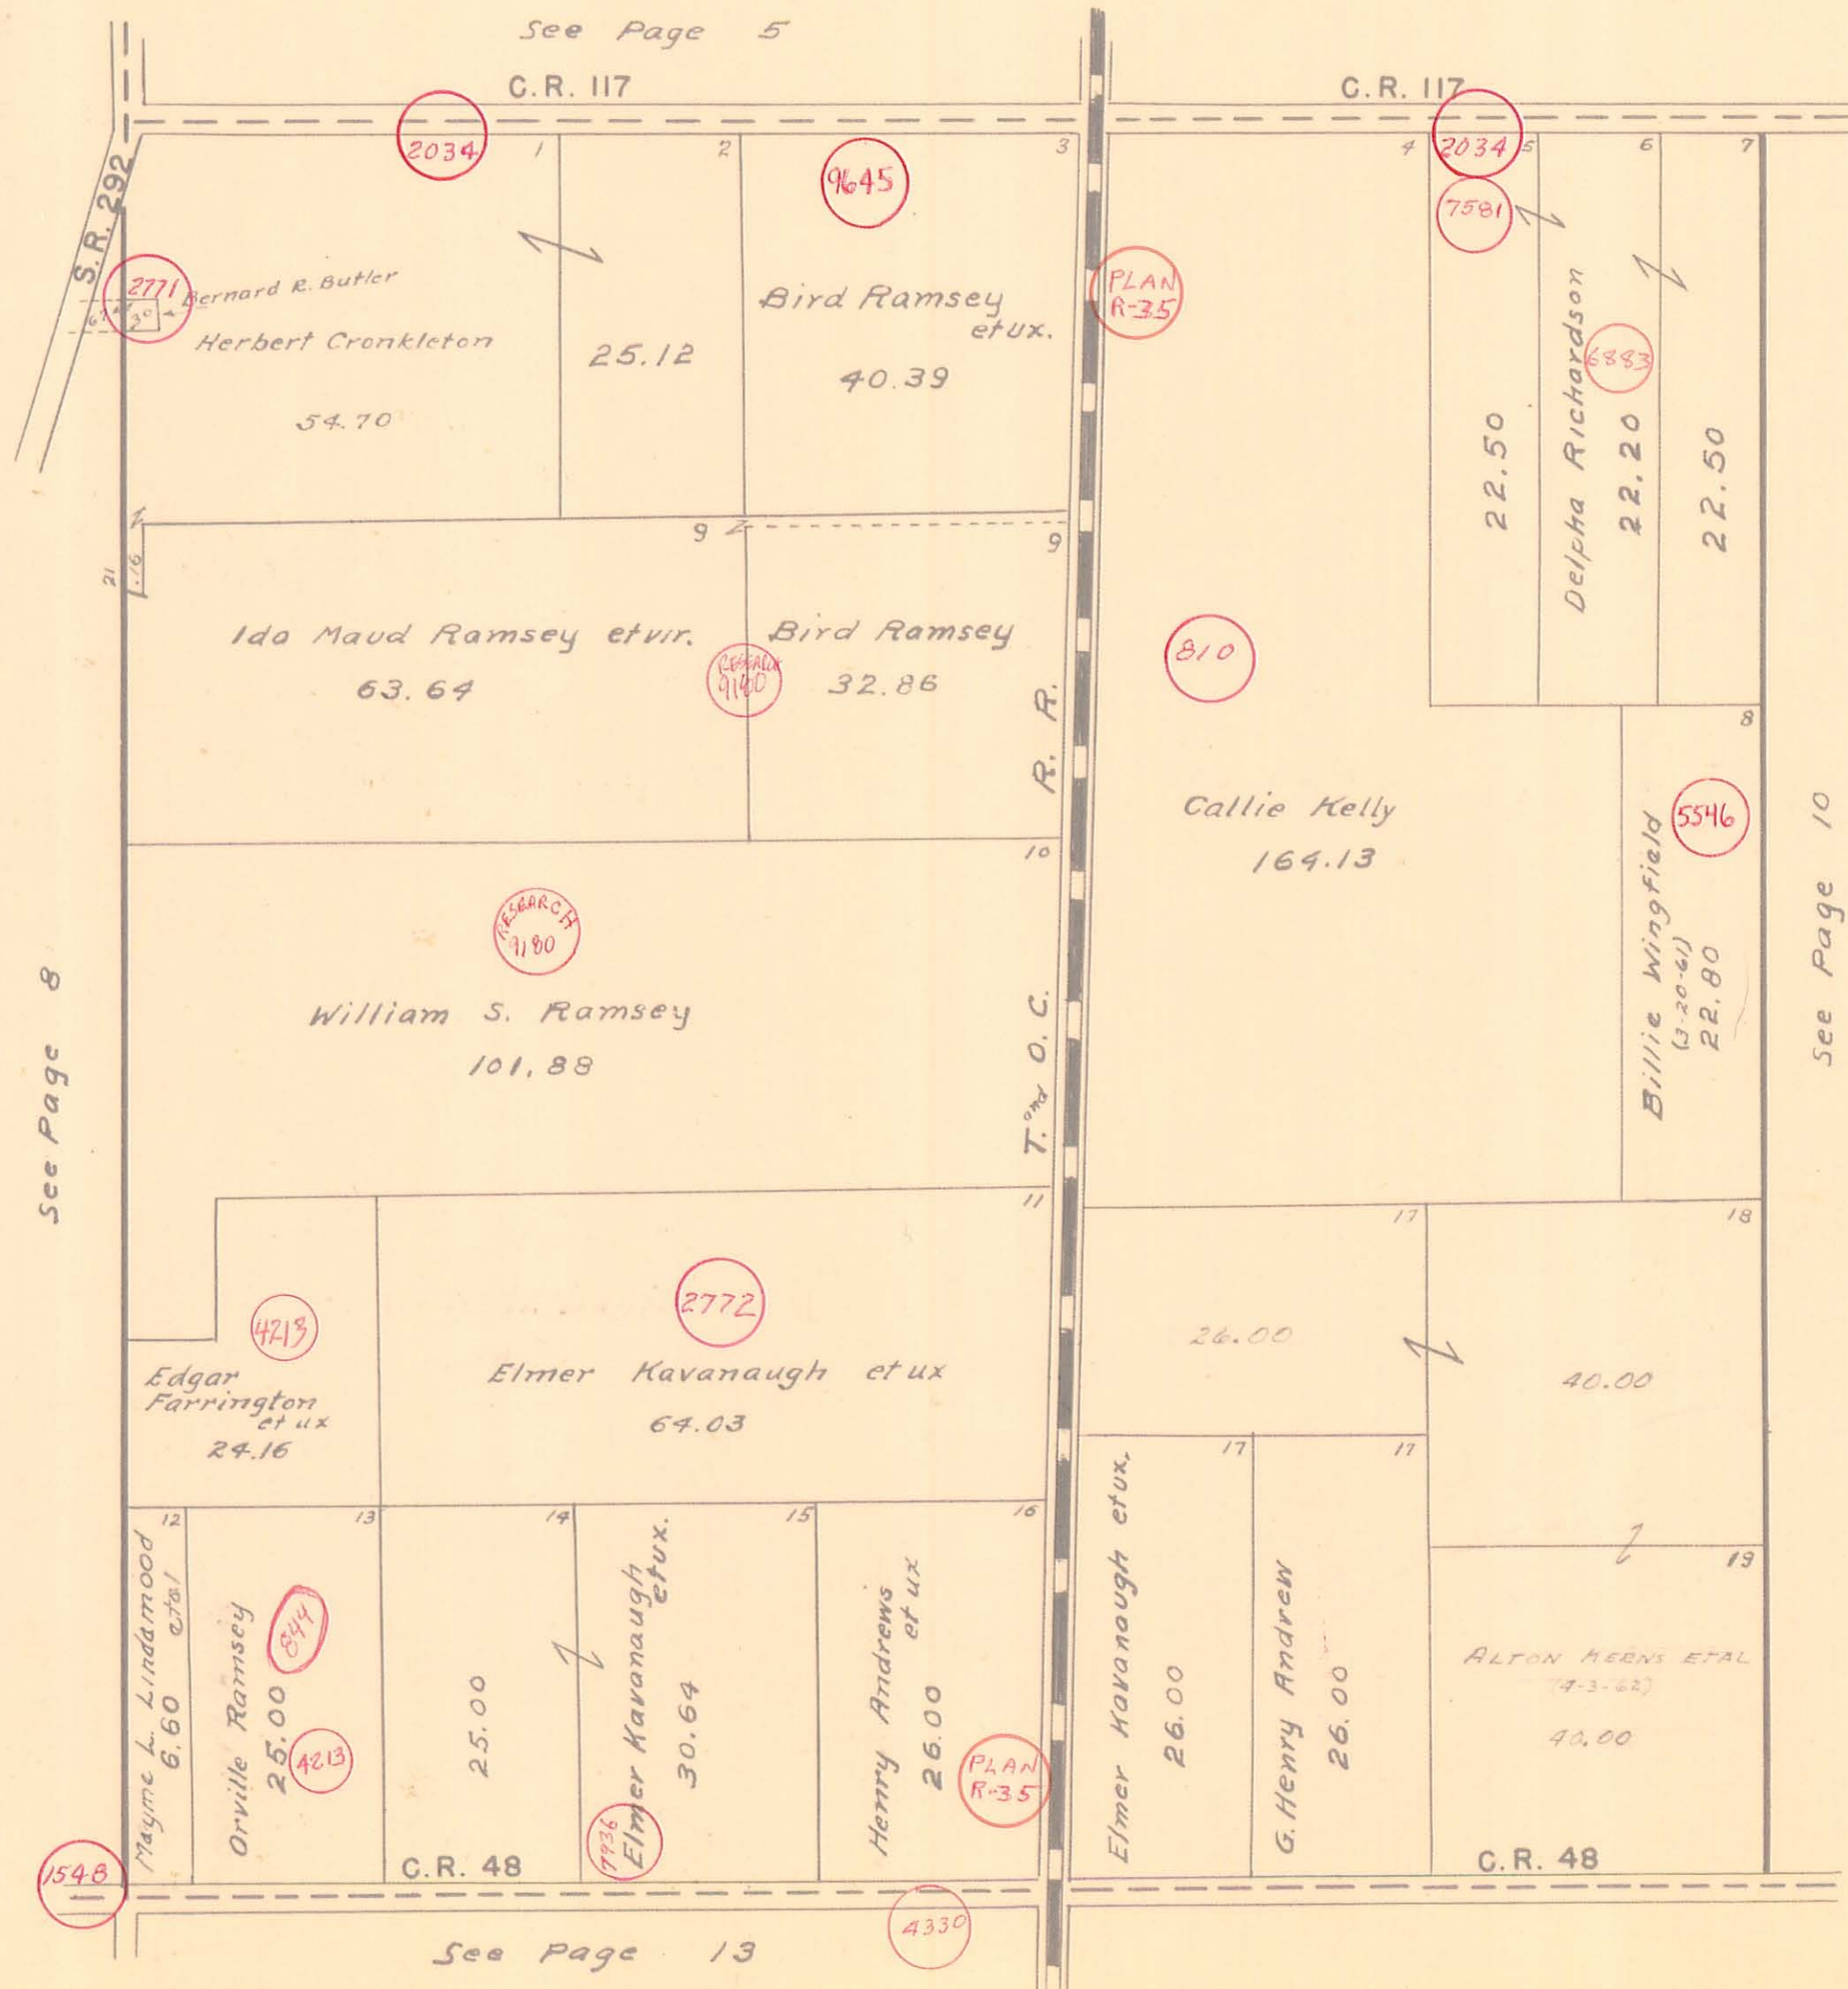 See Page 5
C.R. 117
C.R. 117
S.R. 292
2034
1
2
9645
3
4
2034
5
6
7
7581
2771
Bernard R. Butler
67
30
Herbert Cronkleton
54.70
25.12
Bird Ramsey
et ux.
40.39
PLAN
R-35
22.50
Delpha Richardson
6883
22.20
22.50
21
.16
9
9
Ida Maud Ramsey et vir.
63.64
RESEARCH
9180
Bird Ramsey
32.86
810
Callie Kelly
164.13
8
5546
Billie Wingfield
(3-20-61)
22.80
See Page 10
See Page 8
10
RESEARCH
9180
William S. Ramsey
101.88
T. and O. C. R. R.
11
4213
Edgar
Farrington
et ux
24.16
2772
Elmer Kavanaugh et ux
64.03
17
26.00
18
40.00
12
Mayme L. Lindamood
et al
6.60
13
Orville Ramsey
25.00
844
4213
14
25.00
15
Elmer Kavanaugh
et ux.
30.64
7936
16
Henry Andrews
et ux
26.00
PLAN
R-35
17
Elmer Kavanaugh et ux.
26.00
17
G. Henry Andrew
26.00
19
ALTON KERNS ETAL
(4-3-62)
40.00
1548
C.R. 48
C.R. 48
4330
See Page 13